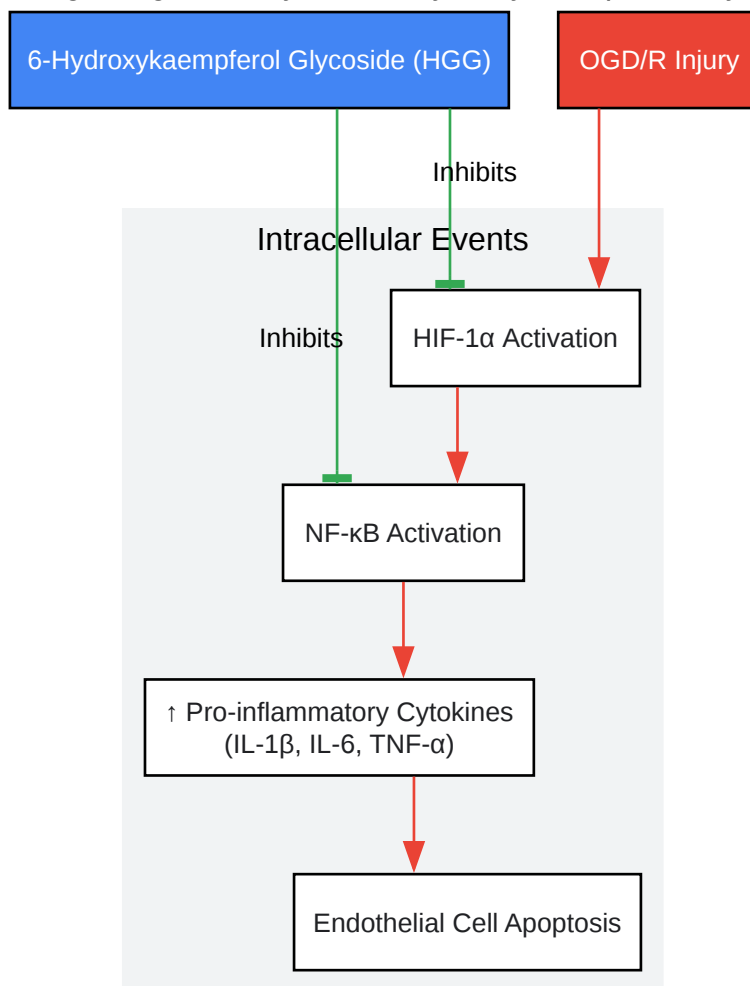 6-Hydroxykaempferol Glycoside (HGG)
OGD/R Injury
Inhibits
Intracellular Events
Inhibits
HIF-1α Activation
NF-κB Activation
↑ Pro-inflammatory Cytokines
(IL-1β, IL-6, TNF-α)
Endothelial Cell Apoptosis